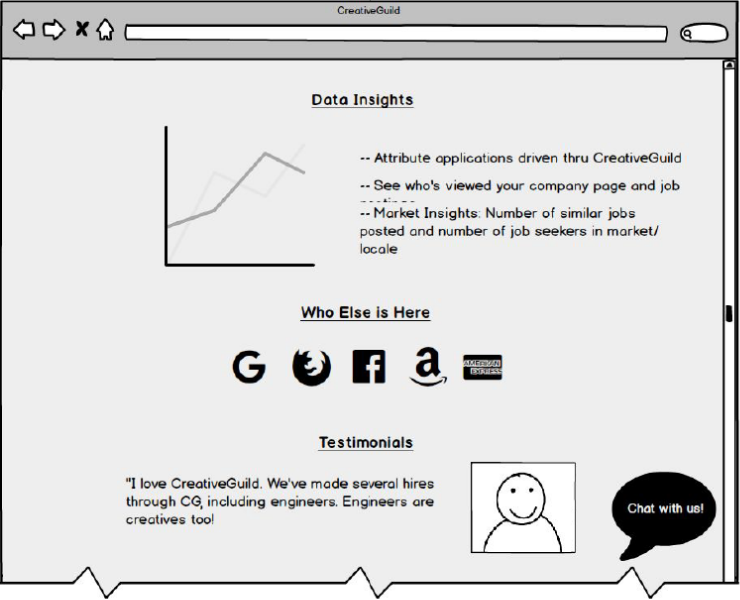 CreativeGuild
Data Insights
-- Attribute applications driven thru CreativeGuild
-- See who's viewed your company page and job
-- Market Insights: Number of similar jobs
posted and number of job seekers in market/
locale
Who Else is Here
AMERICAN
EXPRESS
Testimonials
"I love CreativeGuild. We've made several hires
through CG, including engineers. Engineers are
creatives too!
Chat with us!